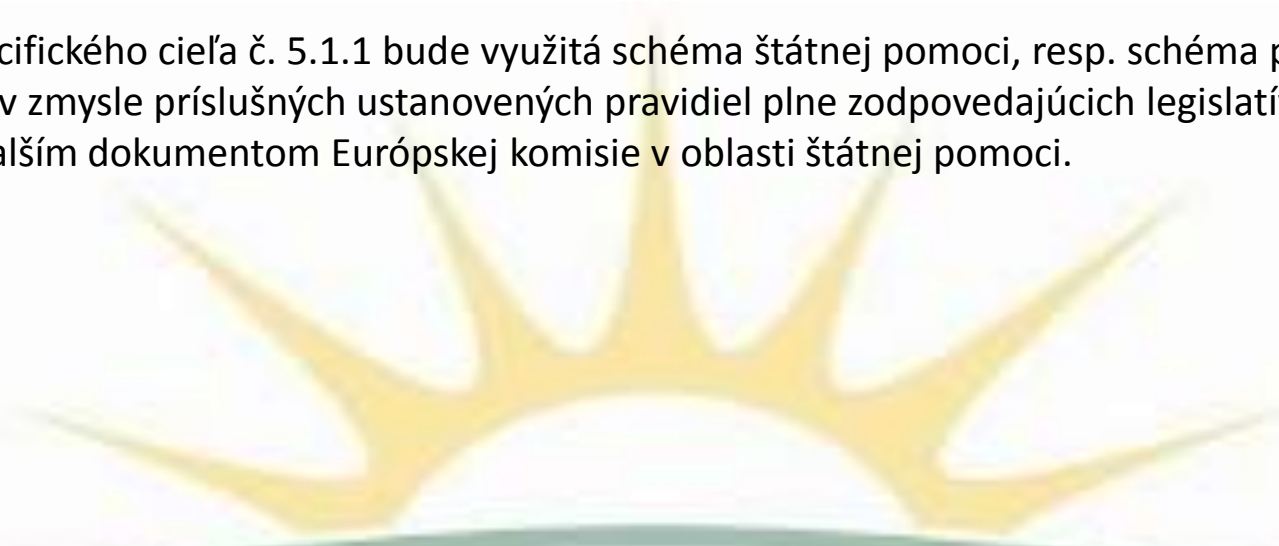 cifického cieľa č. 5.1.1 bude využitá schéma štátnej pomoci, resp. schéma p
v zmysle príslušných ustanovených pravidiel plne zodpovedajúcich legislatí
alším dokumentom Európskej komisie v oblasti štátnej pomoci.